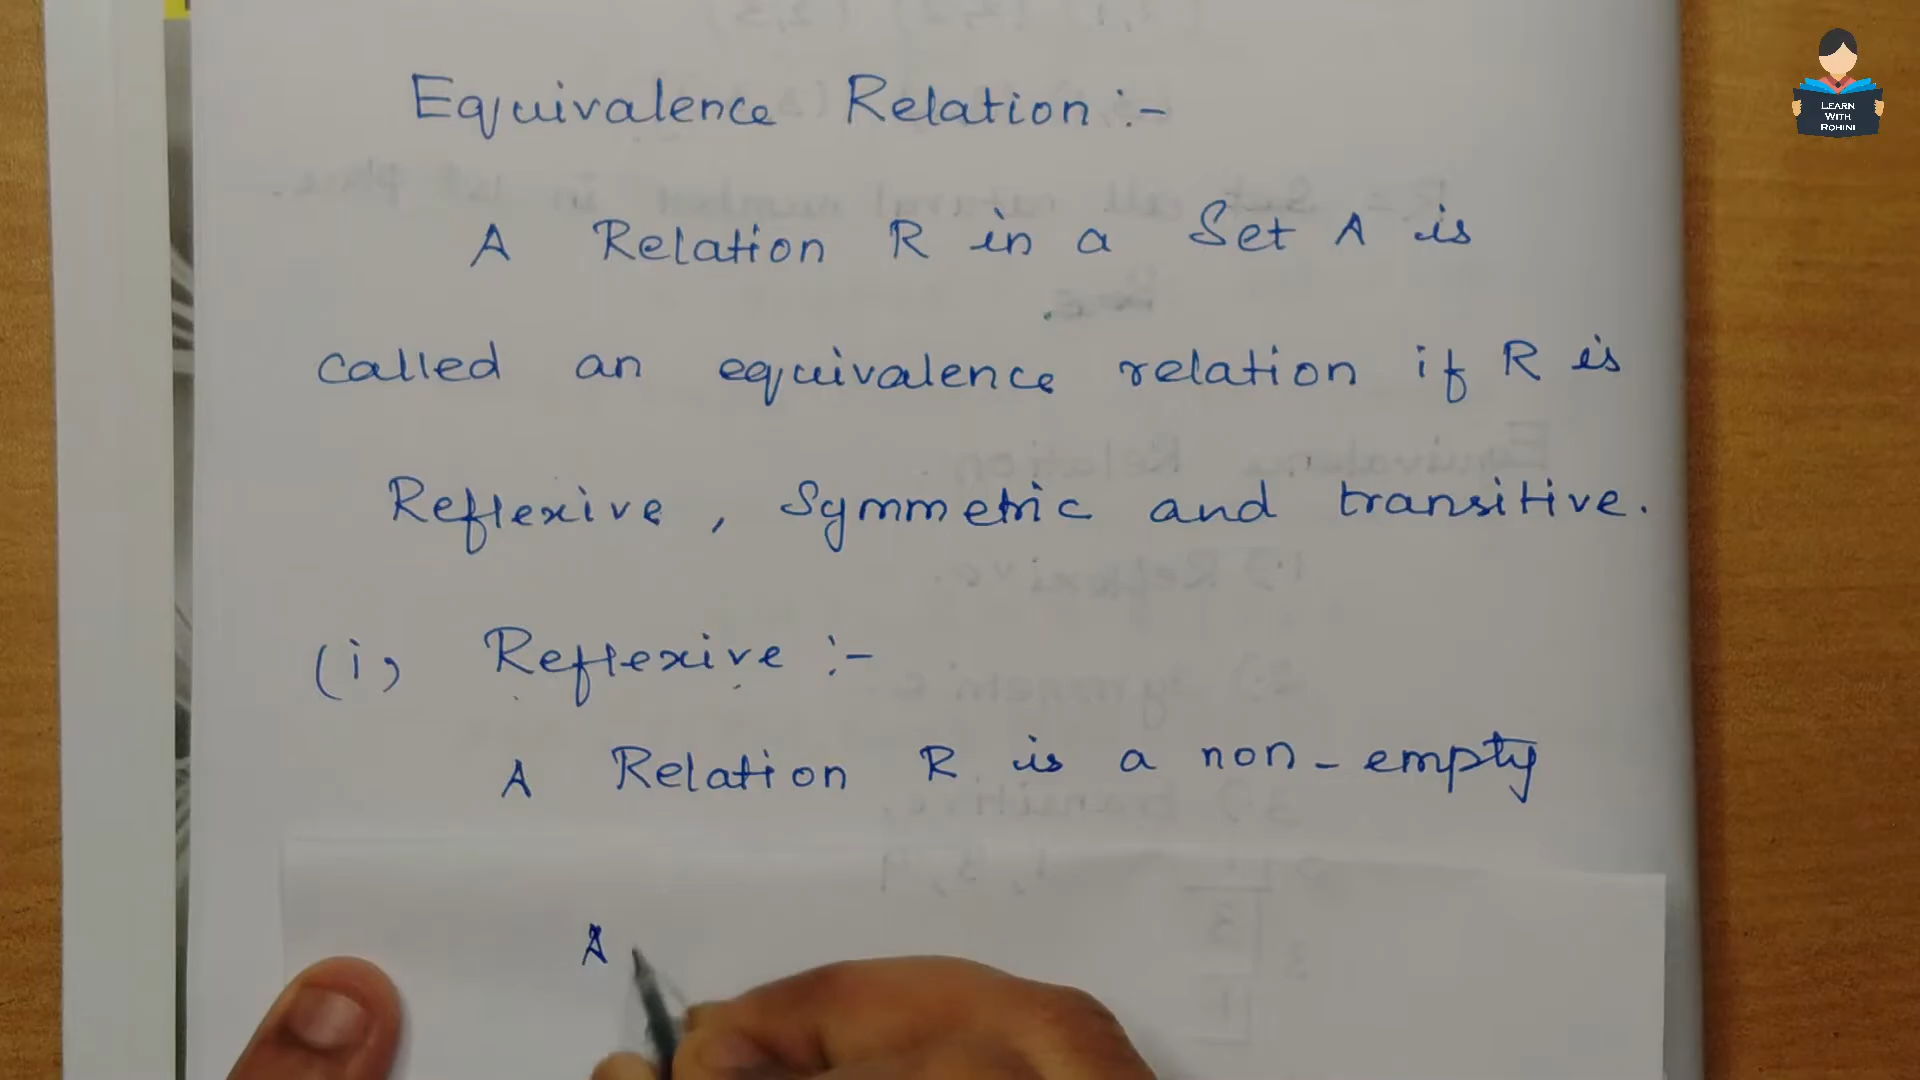 Equivalence Relation :-
A Relation R in a Set A is
called an equivalence relation if R is
Reflexive, Symmetric and transitive.
(i) Reflexive :-
A Relation R is a non-empty
A
LEARN
WITH
ROHINI